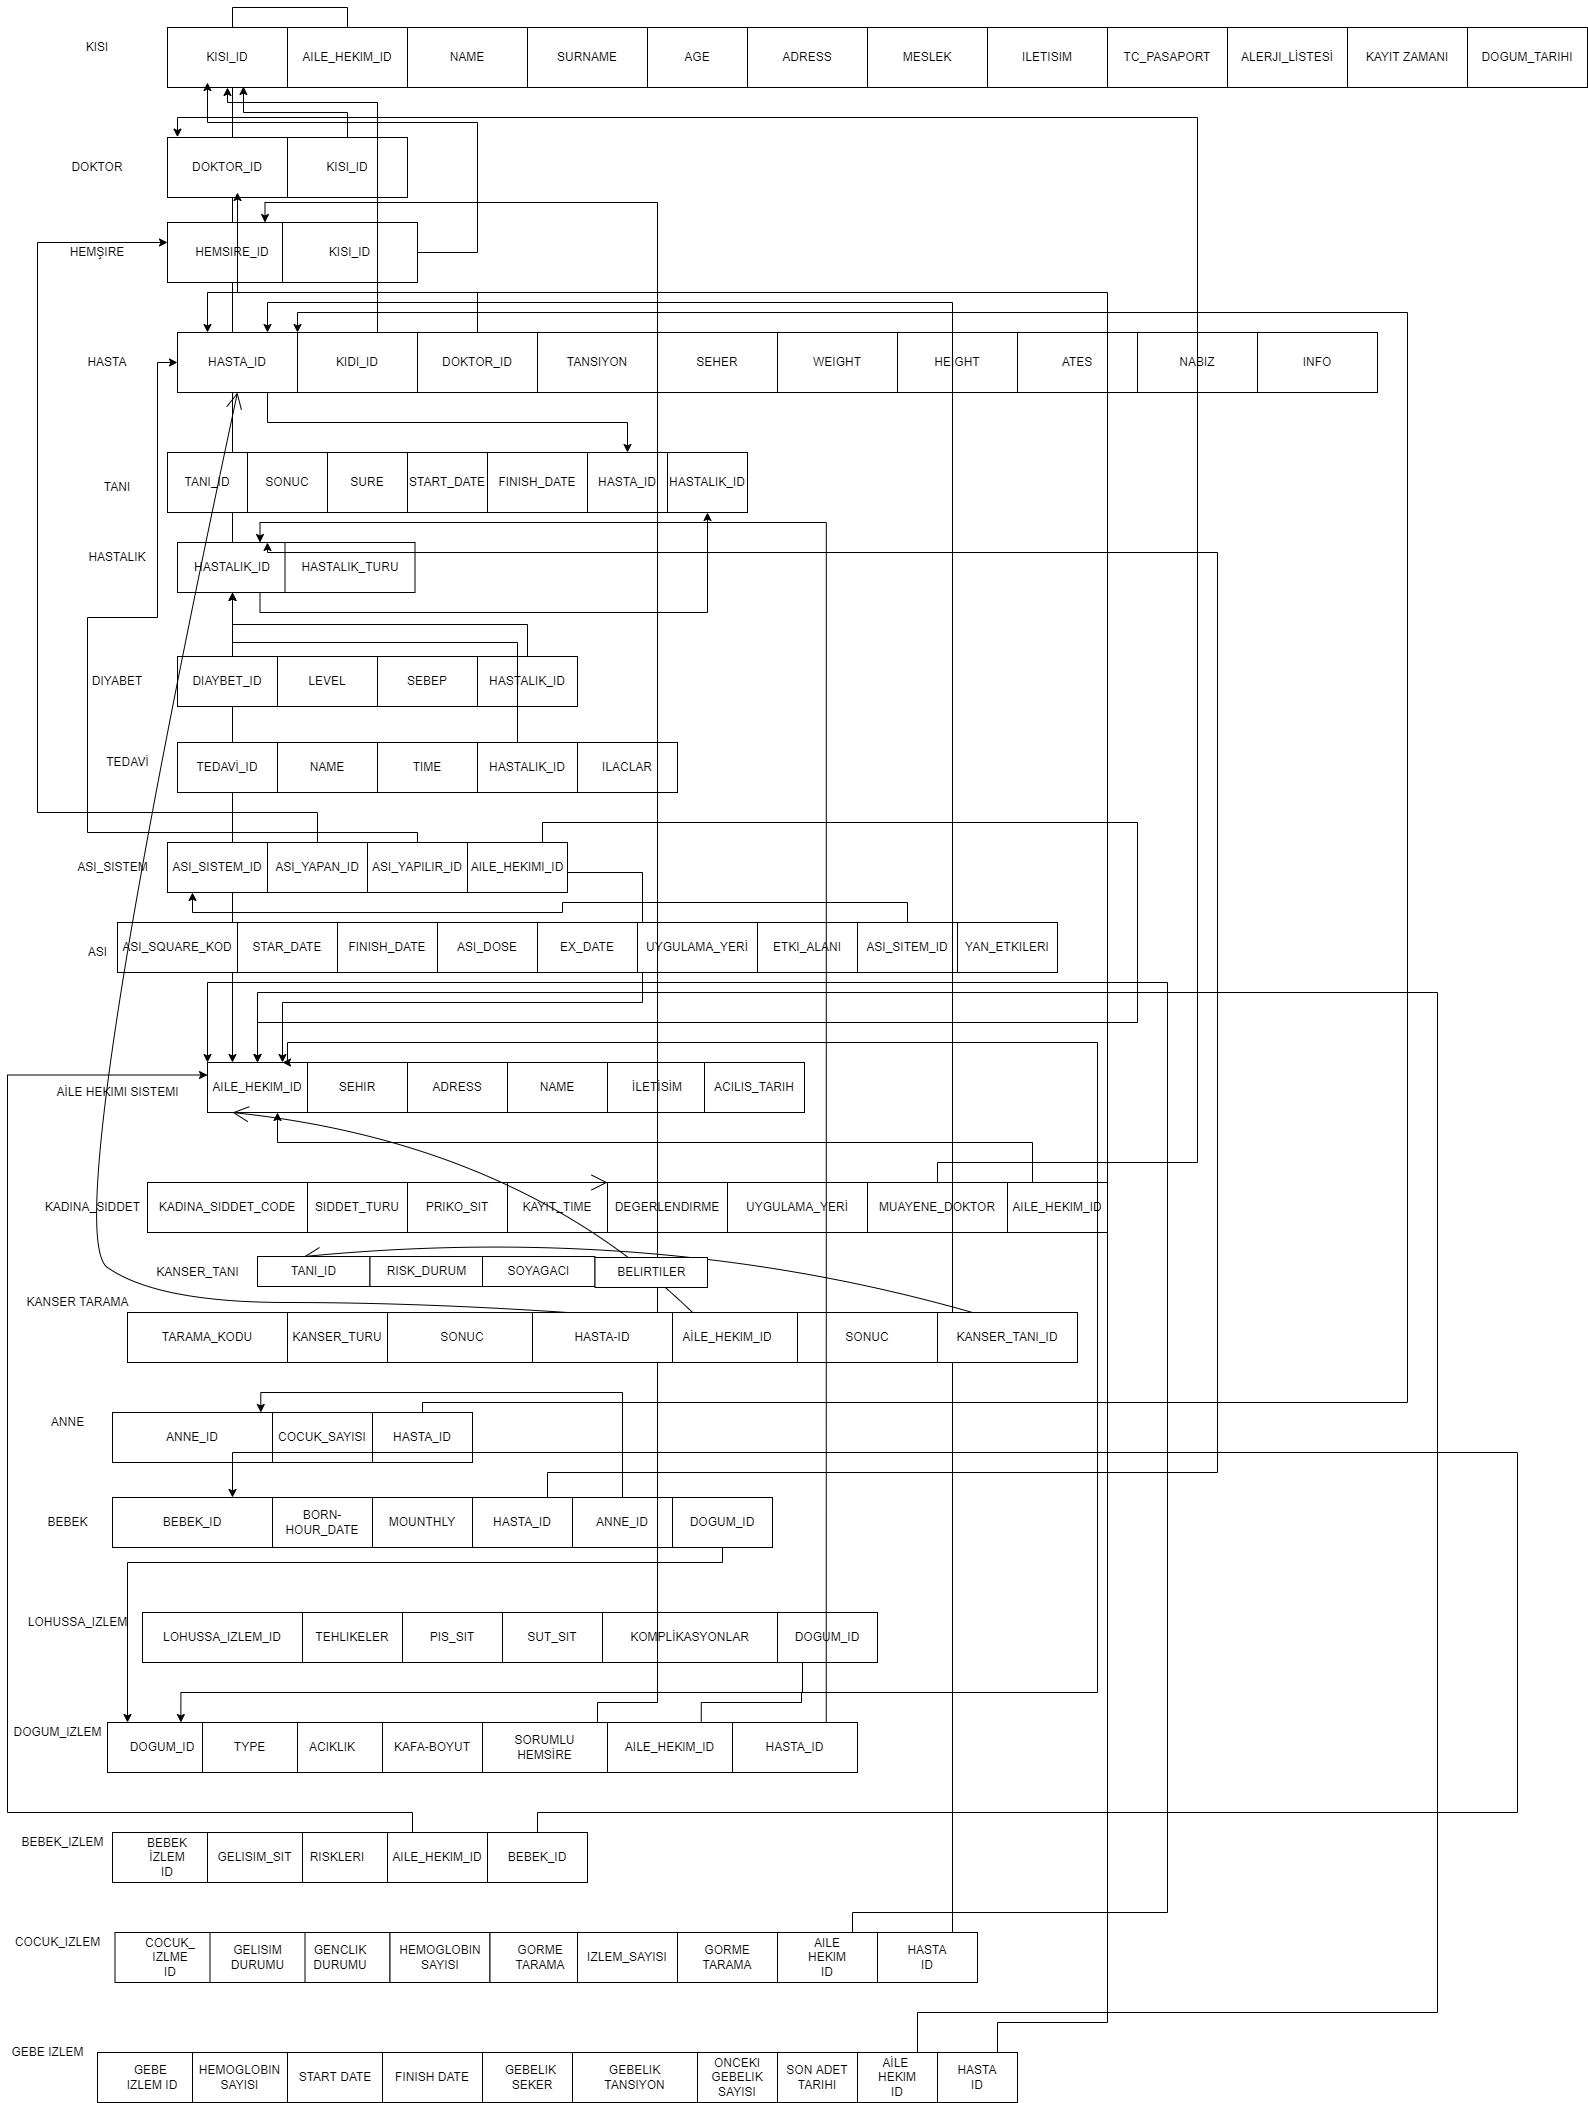 KISI
KISI_ID
AILE_HEKIM_ID
NAME
SURNAME
AGE
ADRESS
MESLEK
ILETISIM
TC_PASAPORT
ALERJI_LİSTESİ
KAYIT ZAMANI
DOGUM_TARIHI
DOKTOR
DOKTOR_ID
KISI_ID
HEMŞIRE
HEMSIRE_ID
KISI_ID
HASTA
HASTA_ID
KIDI_ID
DOKTOR_ID
TANSIYON
SEHER
WEIGHT
HEIGHT
ATES
NABIZ
INFO
TANI
TANI_ID
SONUC
SURE
START_DATE
FINISH_DATE
HASTA_ID
HASTALIK_ID
HASTALIK
HASTALIK_ID
HASTALIK_TURU
DIYABET
DIAYBET_ID
LEVEL
SEBEP
HASTALIK_ID
TEDAVİ
TEDAVİ_ID
NAME
TIME
HASTALIK_ID
ILACLAR
ASI_SISTEM
ASI_SISTEM_ID
ASI_YAPAN_ID
ASI_YAPILIR_ID
AILE_HEKIMI_ID
ASI
ASI_SQUARE_KOD
STAR_DATE
FINISH_DATE
ASI_DOSE
EX_DATE
UYGULAMA_YERİ
ETKI_ALANI
ASI_SITEM_ID
YAN_ETKILERI
AİLE HEKIMI SISTEMI
AILE_HEKIM_ID
SEHIR
ADRESS
NAME
İLETİSİM
ACILIS_TARIH
KADINA_SIDDET
KADINA_SIDDET_CODE
SIDDET_TURU
PRIKO_SIT
KAYIT_TIME
DEGERLENDIRME
UYGULAMA_YERİ
MUAYENE_DOKTOR
AILE_HEKIM_ID
KANSER_TANI
TANI_ID
RISK_DURUM
SOYAGACI
BELIRTILER
KANSER TARAMA
TARAMA_KODU
KANSER_TURU
SONUC
HASTA-ID
AİLE_HEKIM_ID
SONUC
KANSER_TANI_ID
ANNE
ANNE_ID
COCUK_SAYISI
HASTA_ID
BEBEK
BEBEK_ID
BORN-
HOUR_DATE
MOUNTHLY
HASTA_ID
ANNE_ID
DOGUM_ID
LOHUSSA_IZLEM
LOHUSSA_IZLEM_ID
TEHLIKELER
PIS_SIT
SUT_SIT
KOMPLİKASYONLAR
DOGUM_ID
DOGUM_IZLEM
DOGUM_ID
TYPE
ACIKLIK
KAFA-BOYUT
SORUMLU
HEMSİRE
AILE_HEKIM_ID
HASTA_ID
BEBEK_IZLEM
BEBEK
İZLEM
ID
GELISIM_SIT
RISKLERI
AILE_HEKIM_ID
BEBEK_ID
COCUK_IZLEM
COCUK_
IZLME
ID
GELISIM
DURUMU
GENCLIK
DURUMU
HEMOGLOBIN
SAYISI
GORME
TARAMA
IZLEM_SAYISI
GORME
TARAMA
AILE
HEKIM
ID
HASTA
ID
GEBE IZLEM
GEBE
IZLEM ID
HEMOGLOBIN
SAYISI
START DATE
FINISH DATE
GEBELIK
SEKER
GEBELIK
TANSIYON
ONCEKI
GEBELIK
SAYISI
SON ADET
TARIHI
AİLE
HEKIM
ID
HASTA
ID